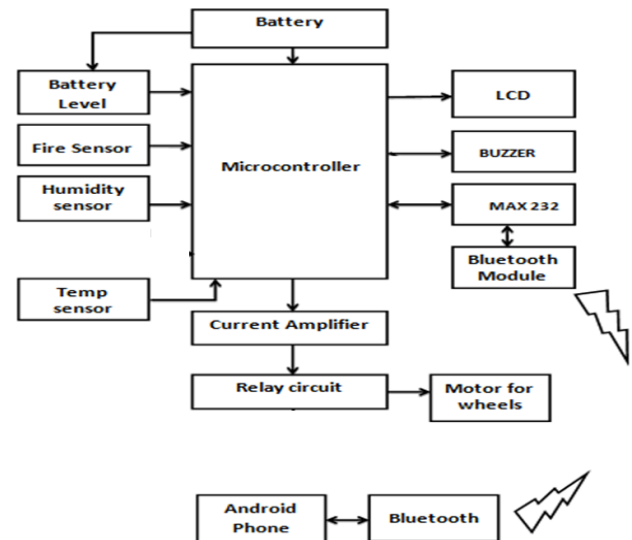 Battery
Battery
Level
LCD
Fire Sensor
BUZZER
Microcontroller
Humidity
sensor
MAX 232
Bluetooth
Module
Temp
sensor
Current Amplifier
Relay circuit
Motor for
wheels
Android
Phone
Bluetooth